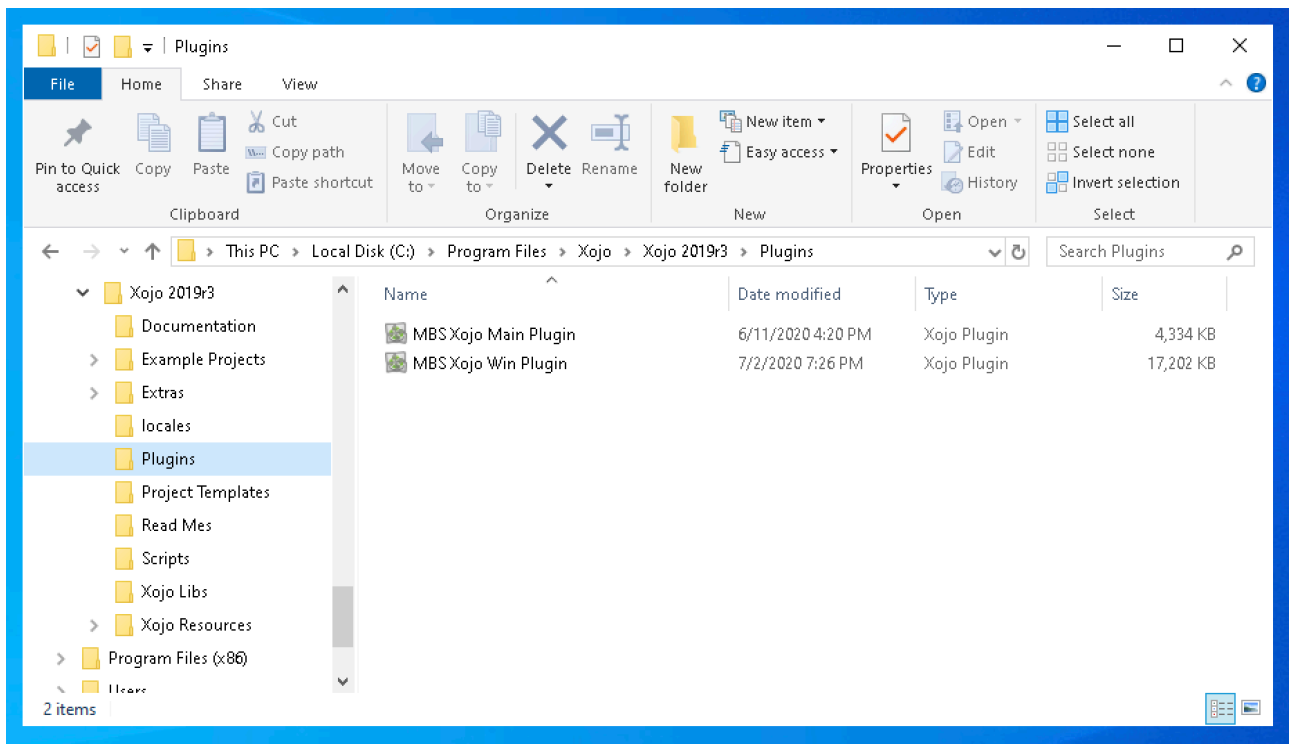 Plugins
File Home Share View
Pin to Quick access
Copy
Paste
Cut
Copy path
Paste shortcut
Clipboard
Move to
Copy to
Delete
Rename
Organize
New folder
New item
Easy access
New
Properties
Open
Edit
History
Open
Select all
Select none
Invert selection
Select
This PC > Local Disk (C:) > Program Files > Xojo > Xojo 2019r3 > Plugins
Search Plugins
Xojo 2019r3
Documentation
Example Projects
Extras
locales
Plugins
Project Templates
Read Mes
Scripts
Xojo Libs
Xojo Resources
Program Files (x86)
Users
Name Date modified Type Size
MBS Xojo Main Plugin 6/11/2020 4:20 PM Xojo Plugin 4,334 KB
MBS Xojo Win Plugin 7/2/2020 7:26 PM Xojo Plugin 17,202 KB
2 items